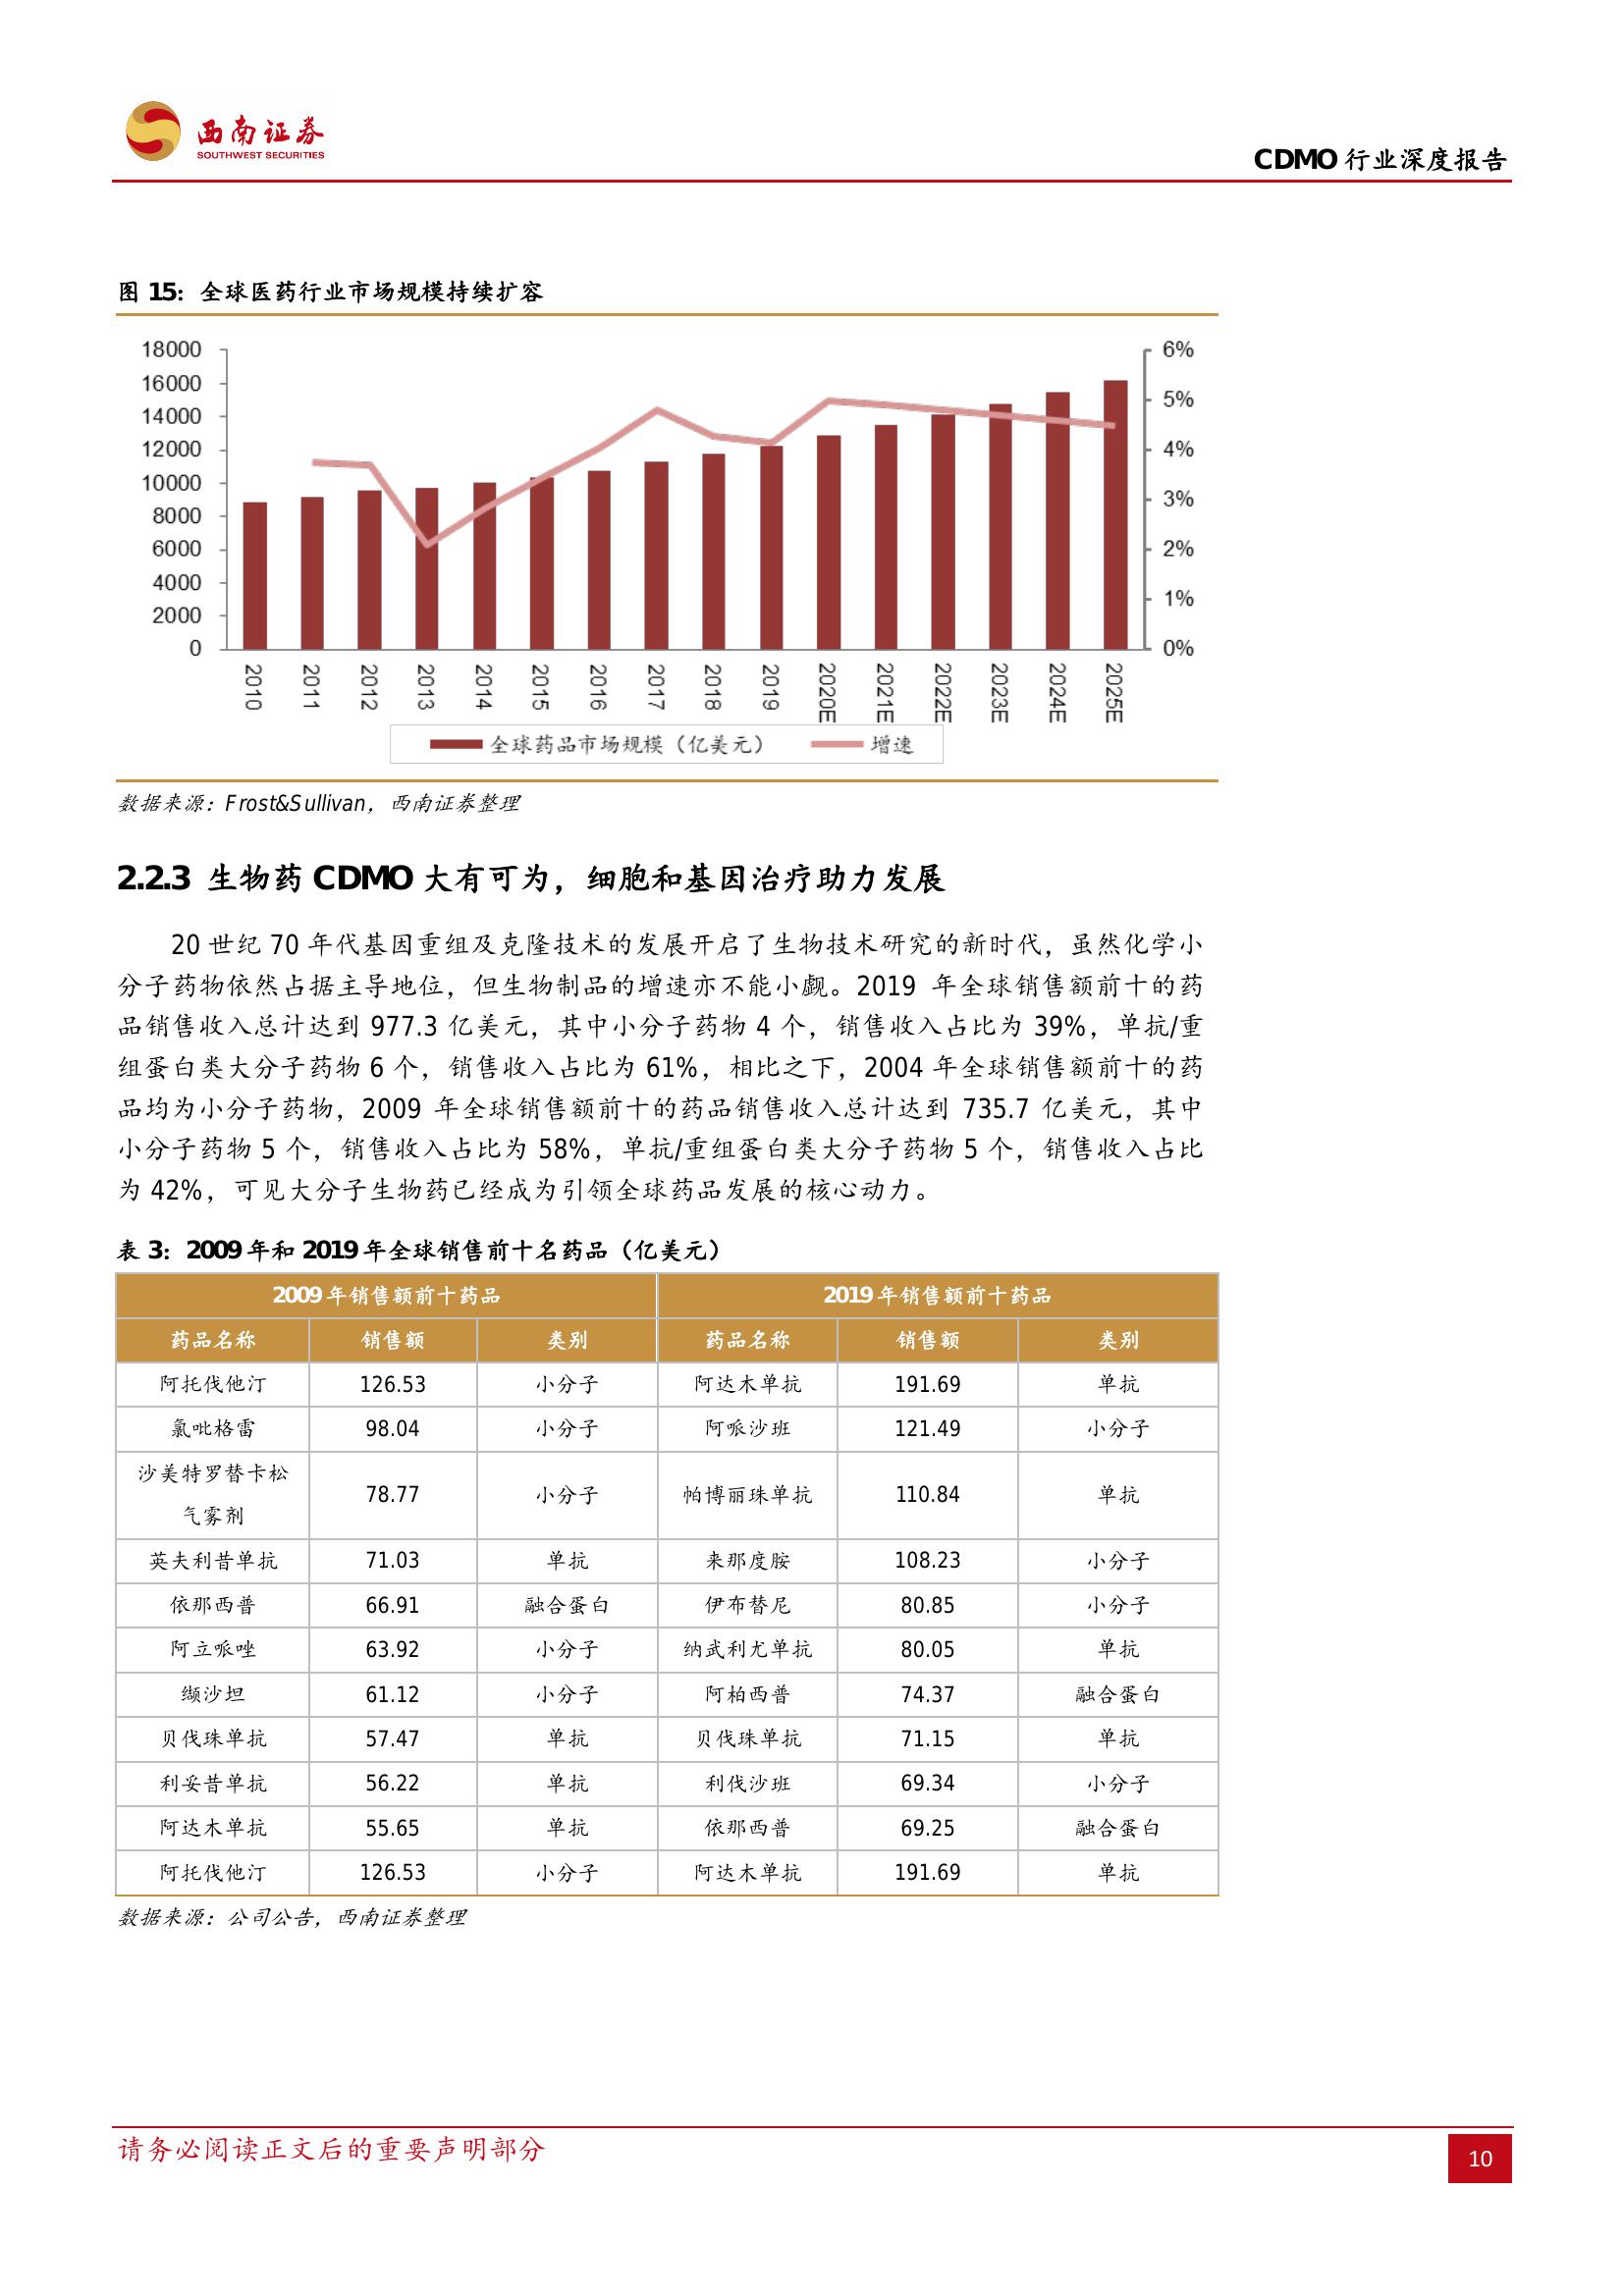 西南证券
SOUTHWEST SECURITIES
CDMO 行业深度报告
图 15：全球医药行业市场规模持续扩容
18000
16000
14000
12000
10000
8000
6000
4000
2000
0
6%
5%
4%
3%
2%
1%
0%
2010 2011 2012 2013 2014 2015 2016 2017 2018 2019 2020E 2021E 2022E 2023E 2024E 2025E
全球药品市场规模（亿美元） 增速
数据来源：Frost&Sullivan，西南证券整理
2.2.3 生物药 CDMO 大有可为，细胞和基因治疗助力发展
20 世纪 70 年代基因重组及克隆技术的发展开启了生物技术研究的新时代，虽然化学小
分子药物依然占据主导地位，但生物制品的增速亦不能小觑。2019 年全球销售额前十的药
品销售收入总计达到 977.3 亿美元，其中小分子药物 4 个，销售收入占比为 39%，单抗/重
组蛋白类大分子药物 6 个，销售收入占比为 61%，相比之下，2004 年全球销售额前十的药
品均为小分子药物，2009 年全球销售额前十的药品销售收入总计达到 735.7 亿美元，其中
小分子药物 5 个，销售收入占比为 58%，单抗/重组蛋白类大分子药物 5 个，销售收入占比
为 42%，可见大分子生物药已经成为引领全球药品发展的核心动力。
表 3：2009 年和 2019 年全球销售前十名药品（亿美元）
2009 年销售额前十药品 2019 年销售额前十药品
药品名称 销售额 类别 药品名称 销售额 类别
阿托伐他汀 126.53 小分子 阿达木单抗 191.69 单抗
氯吡格雷 98.04 小分子 阿哌沙班 121.49 小分子
沙美特罗替卡松
气雾剂 78.77 小分子 帕博丽珠单抗 110.84 单抗
英夫利昔单抗 71.03 单抗 来那度胺 108.23 小分子
依那西普 66.91 融合蛋白 伊布替尼 80.85 小分子
阿立哌唑 63.92 小分子 纳武利尤单抗 80.05 单抗
缬沙坦 61.12 小分子 阿柏西普 74.37 融合蛋白
贝伐珠单抗 57.47 单抗 贝伐珠单抗 71.15 单抗
利妥昔单抗 56.22 单抗 利伐沙班 69.34 小分子
阿达木单抗 55.65 单抗 依那西普 69.25 融合蛋白
阿托伐他汀 126.53 小分子 阿达木单抗 191.69 单抗
数据来源：公司公告，西南证券整理
请务必阅读正文后的重要声明部分
10